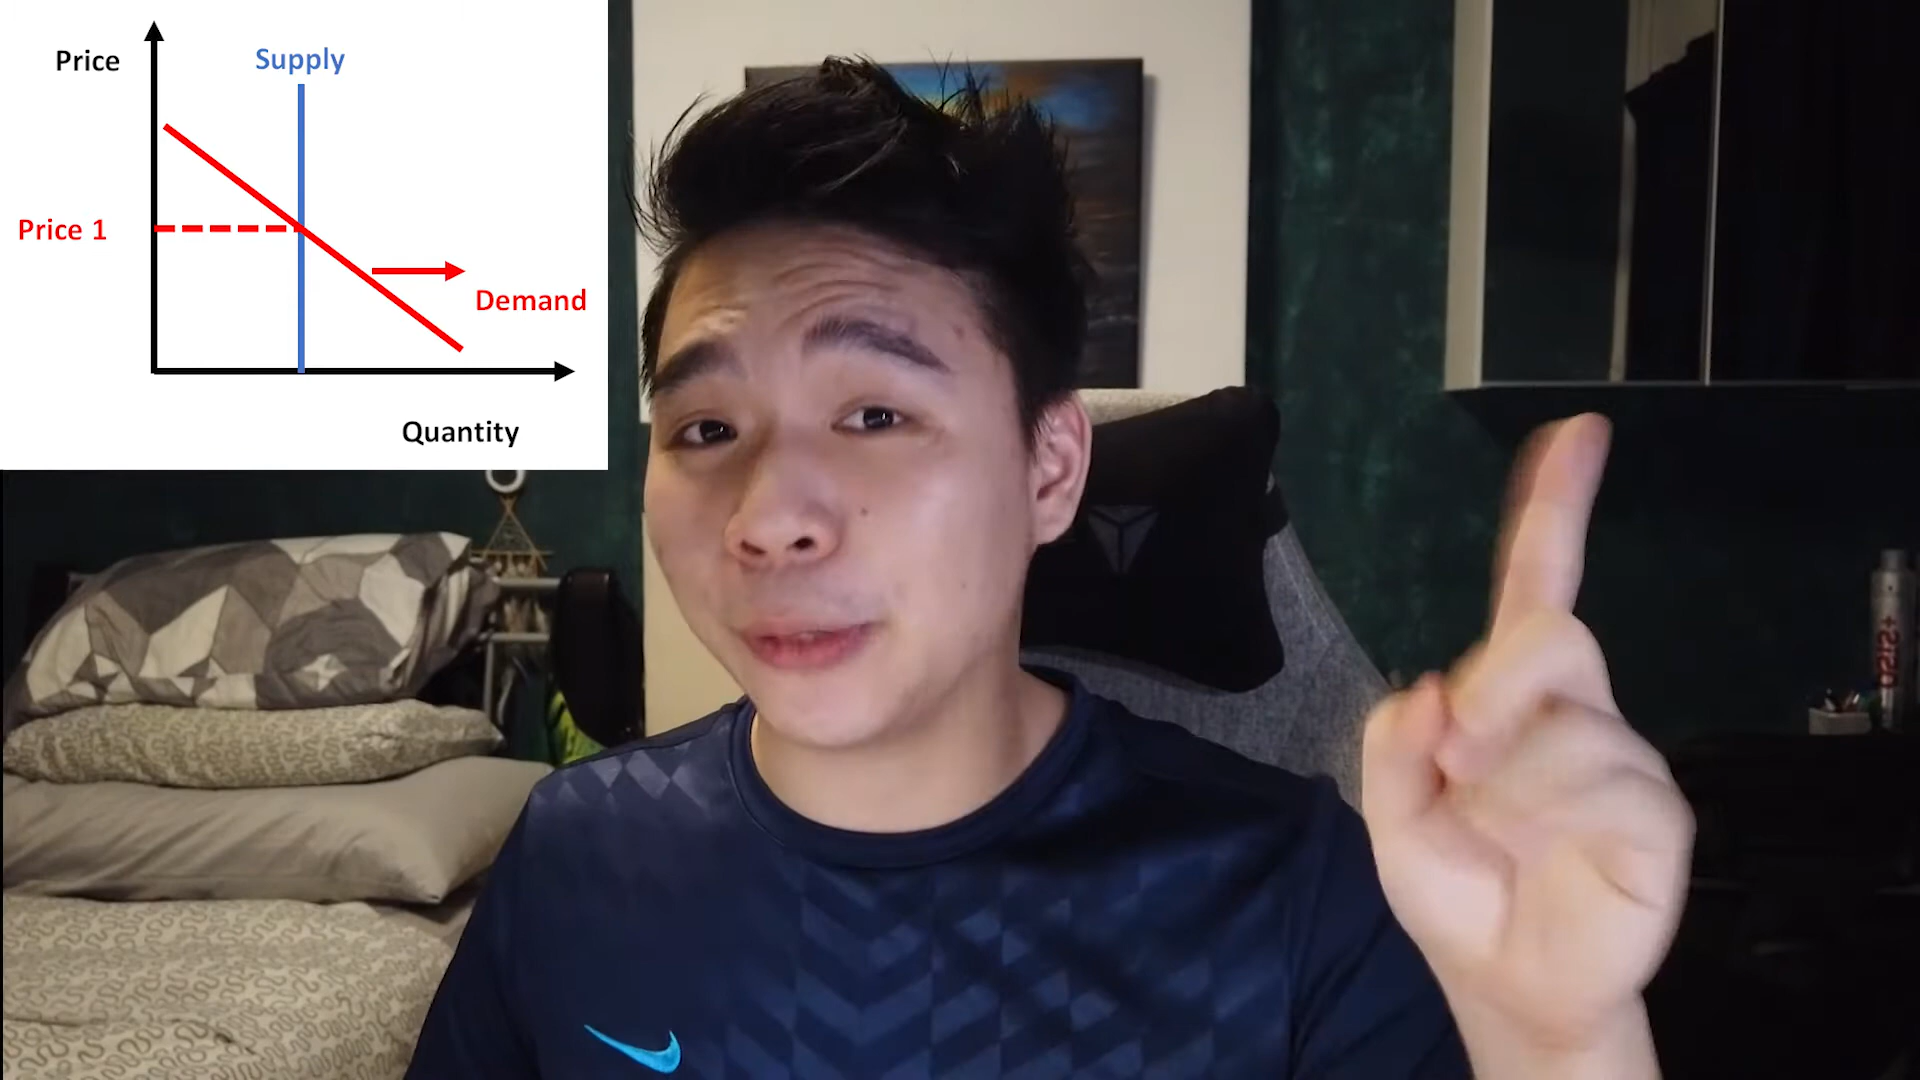 Price
Supply
Price 1
Demand
Quantity